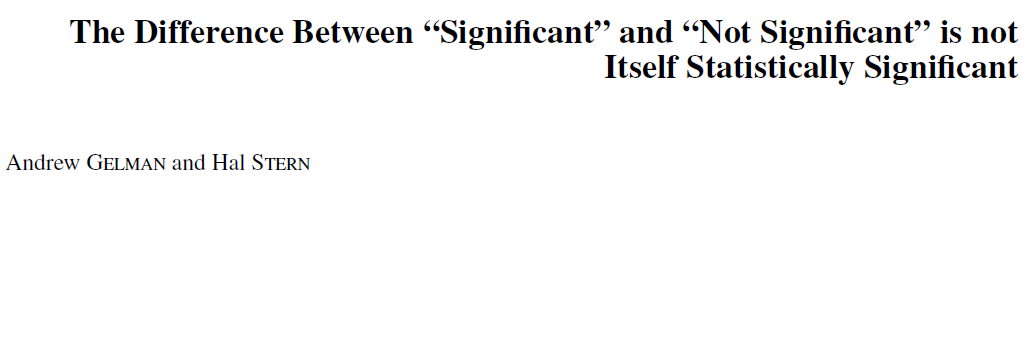 The Difference Between “Significant” and “Not Significant” is not
Itself Statistically Significant
Andrew GELMAN and Hal STERN